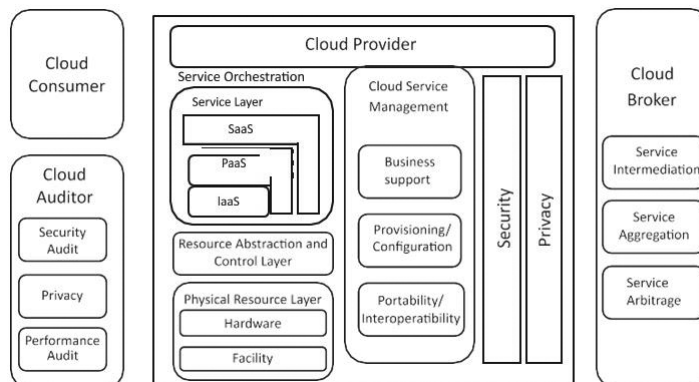 Cloud
Consumer
Cloud
Auditor
Security
Audit
Privacy
Performance
Audit
Cloud Provider
Service Orchestration
Service Layer
SaaS
PaaS
IaaS
Resource Abstraction and
Control Layer
Physical Resource Layer
Hardware
Facility
Cloud Service
Management
Business
support
Provisioning/
Configuration
Portability/
Interoperatibility
Security
Privacy
Cloud
Broker
Service
Intermediation
Service
Aggregation
Service
Arbitrage